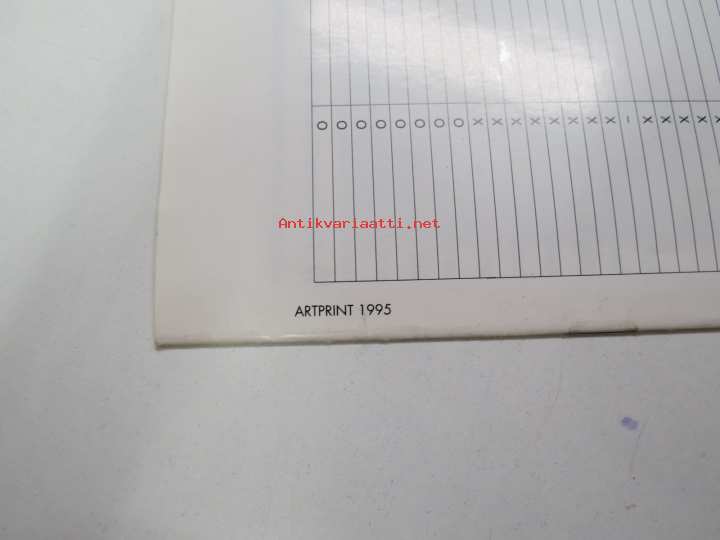 O O O O O O O O X X X X X X X X – X X X X X
Antikvariaatti.net
ARTPRINT 1995